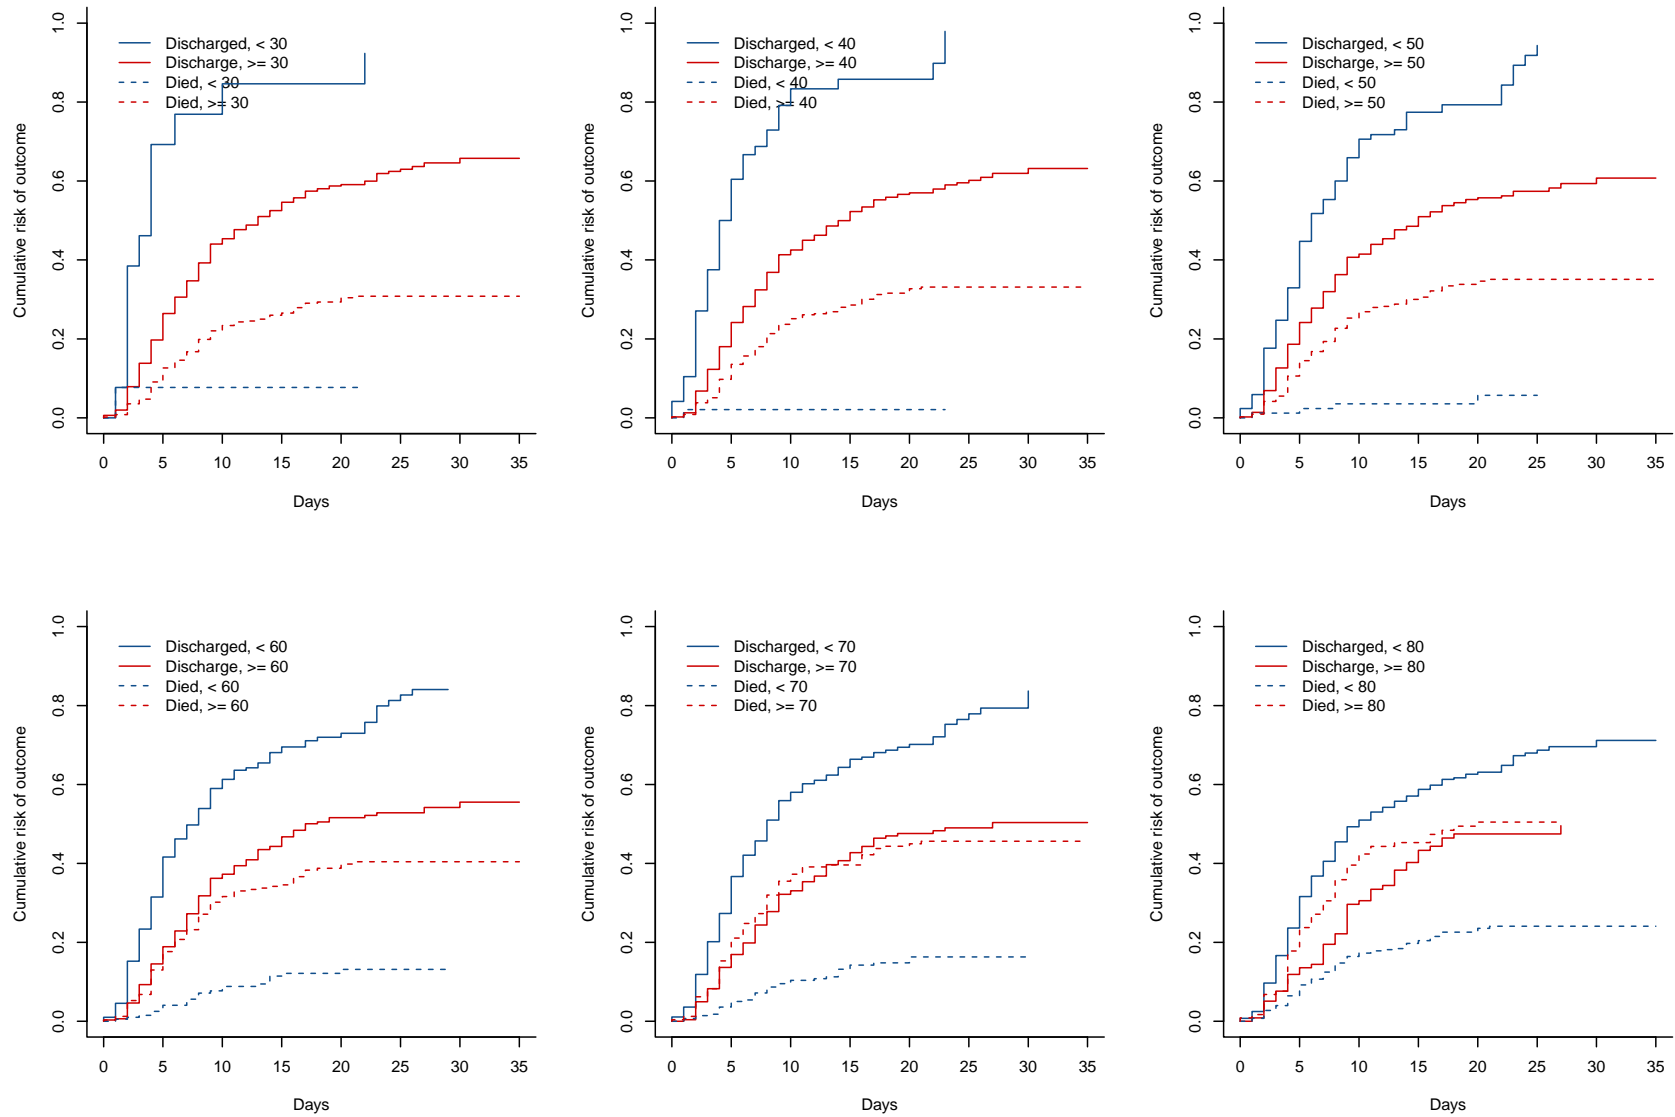 Cumulative risk of outcome
1.0
0.8
0.6
0.4
0.2
0.0
Discharged, < 30
Discharge, >= 30
Died, < 30
Died, >= 30
0 5 10 15 20 25 30 35
Days
Cumulative risk of outcome
1.0
0.8
0.6
0.4
0.2
0.0
Discharged, < 40
Discharge, >= 40
Died, < 40
Died, >= 40
0 5 10 15 20 25 30 35
Days
Cumulative risk of outcome
1.0
0.8
0.6
0.4
0.2
0.0
Discharged, < 50
Discharge, >= 50
Died, < 50
Died, >= 50
0 5 10 15 20 25 30 35
Days
Cumulative risk of outcome
1.0
0.8
0.6
0.4
0.2
0.0
Discharged, < 60
Discharge, >= 60
Died, < 60
Died, >= 60
0 5 10 15 20 25 30 35
Days
Cumulative risk of outcome
1.0
0.8
0.6
0.4
0.2
0.0
Discharged, < 70
Discharge, >= 70
Died, < 70
Died, >= 70
0 5 10 15 20 25 30 35
Days
Cumulative risk of outcome
1.0
0.8
0.6
0.4
0.2
0.0
Discharged, < 80
Discharge, >= 80
Died, < 80
Died, >= 80
0 5 10 15 20 25 30 35
Days